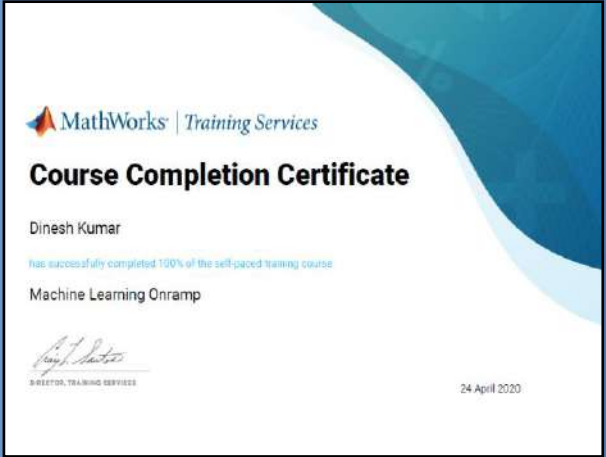 MathWorks® | Training Services
Course Completion Certificate
Dinesh Kumar
has successfully completed 100% of the self-paced training course
Machine Learning Onramp
DIRECTOR, TRAINING SERVICES
24 April 2020